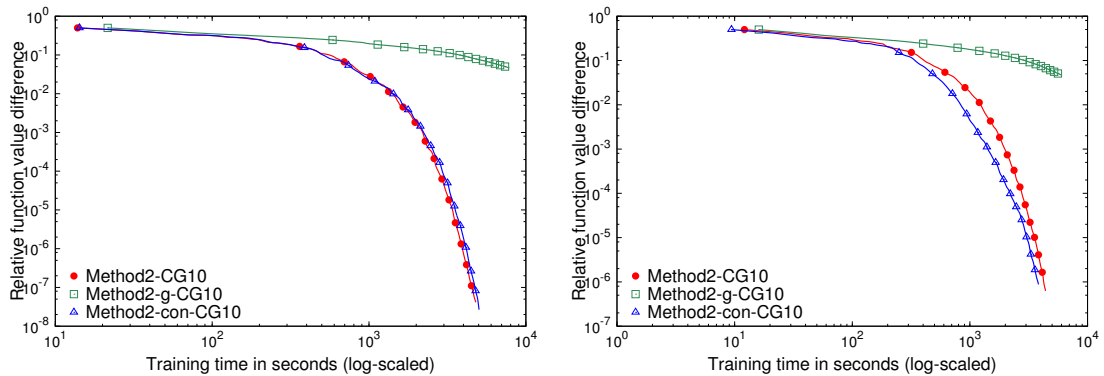 Relative function value difference
10^0
10^-1
10^-2
10^-3
10^-4
10^-5
10^-6
10^-7
10^-8
Method2-CG10
Method2-g-CG10
Method2-con-CG10
10^1
10^2
10^3
10^4
Training time in seconds (log-scaled)
Relative function value difference
10^0
10^-1
10^-2
10^-3
10^-4
10^-5
10^-6
10^-7
Method2-CG10
Method2-g-CG10
Method2-con-CG10
10^0
10^1
10^2
10^3
10^4
Training time in seconds (log-scaled)